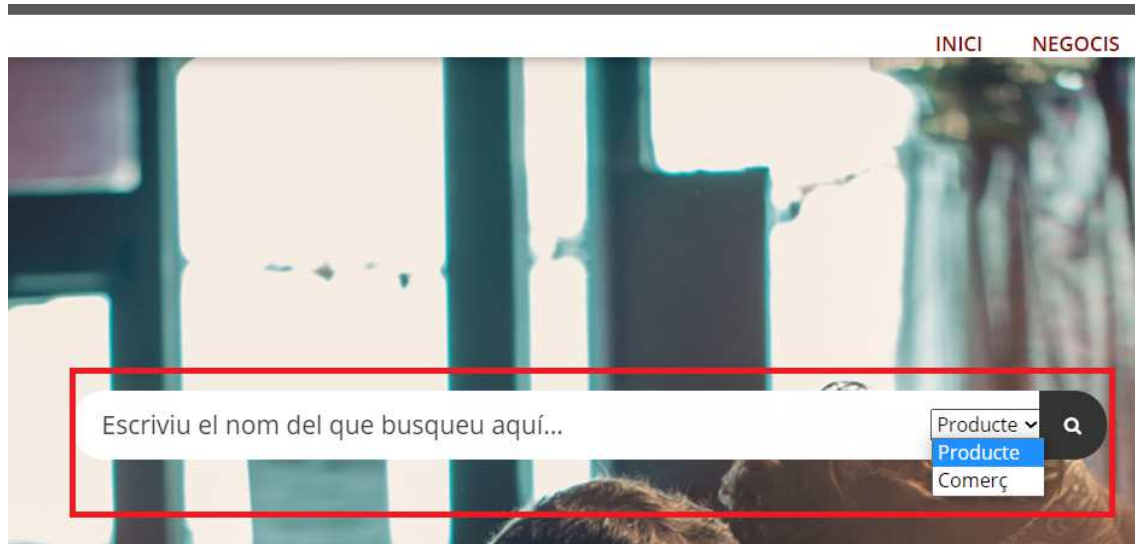 INICI NEGOCIS
Escriviu el nom del que busqueu aquí... Producte
Producte
Comerç